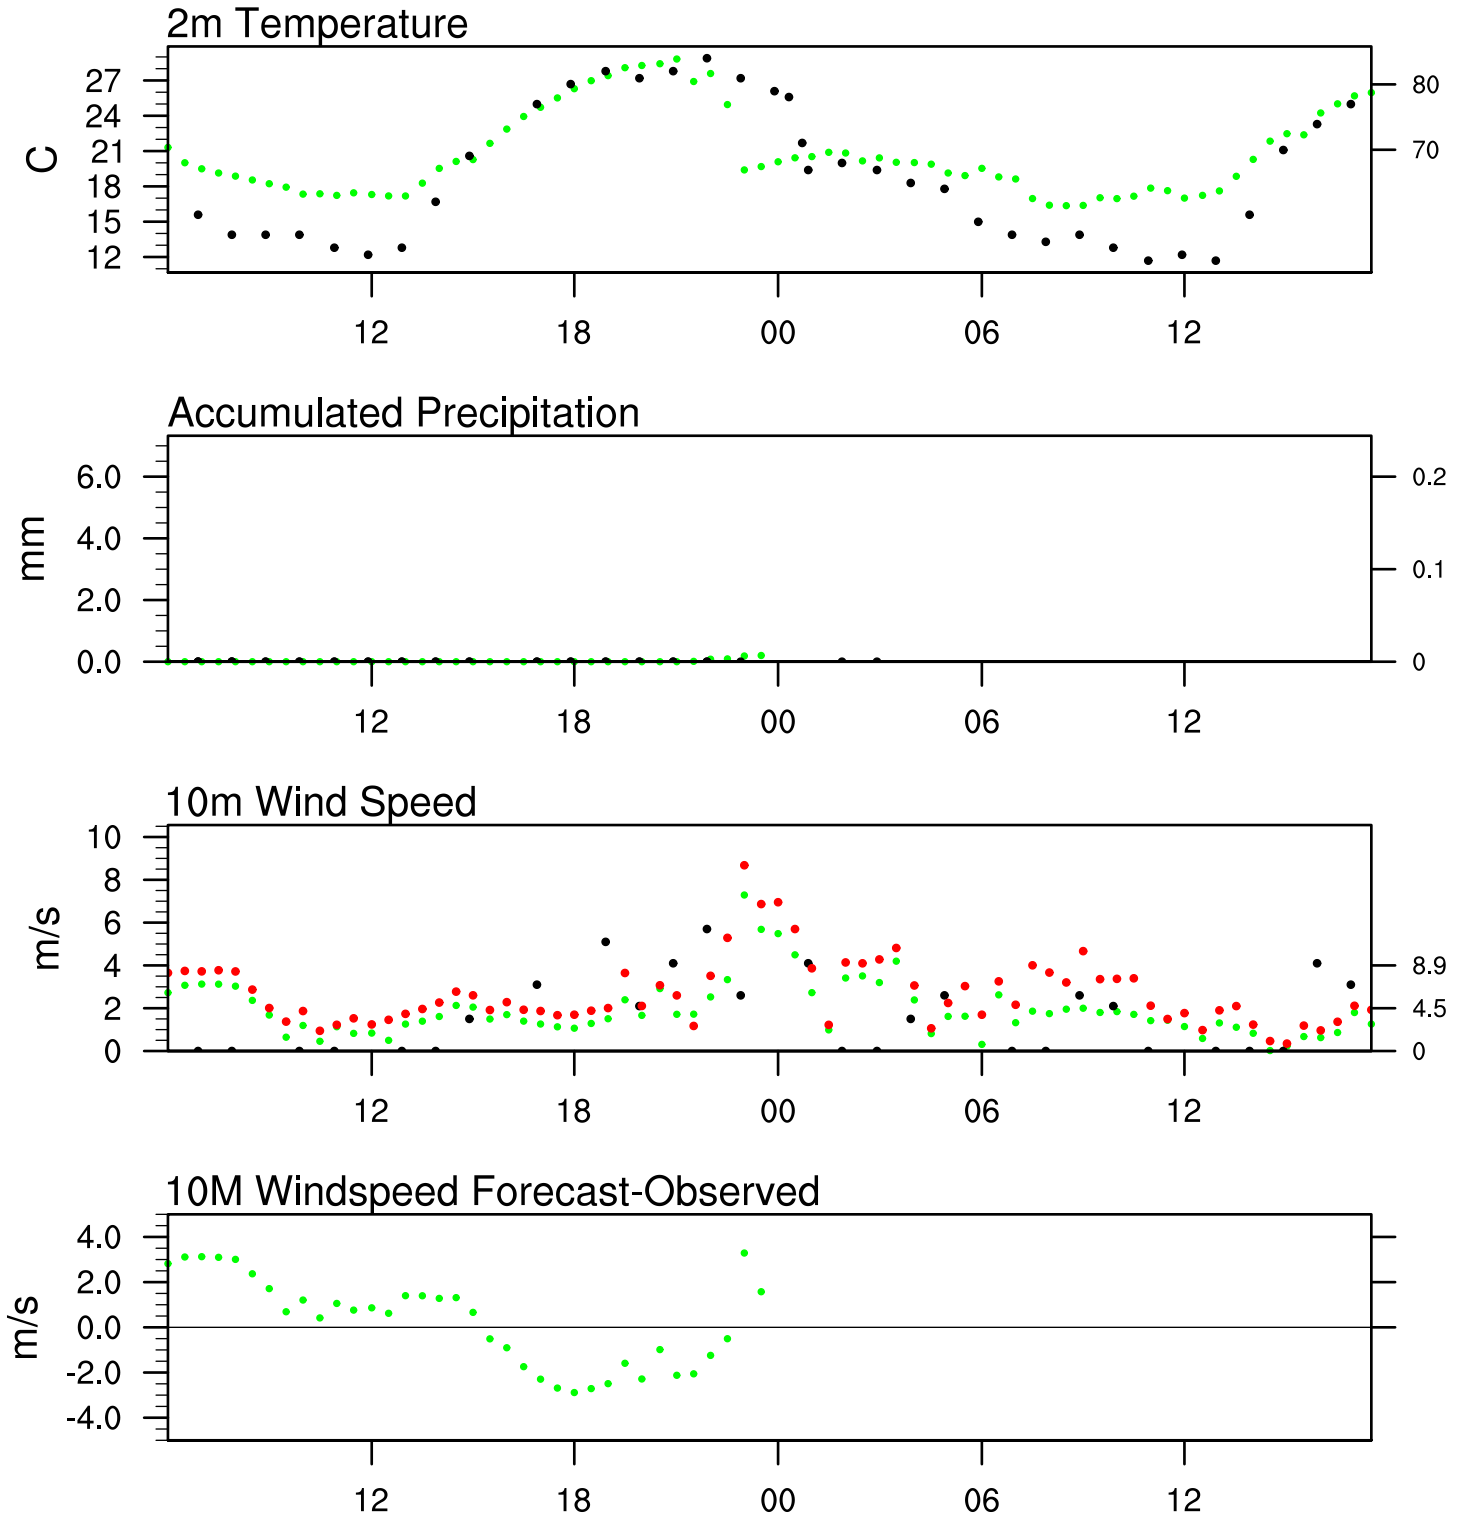 2m Temperature
27
24
21
18
15
12
C
80
70
12 18 00 06 12
Accumulated Precipitation
6.0
4.0
2.0
0.0
mm
0.2
0.1
0
12 18 00 06 12
10m Wind Speed
10
8
6
4
2
0
m/s
8.9
4.5
0
12 18 00 06 12
10M Windspeed Forecast-Observed
4.0
2.0
0.0
-2.0
-4.0
m/s
12 18 00 06 12